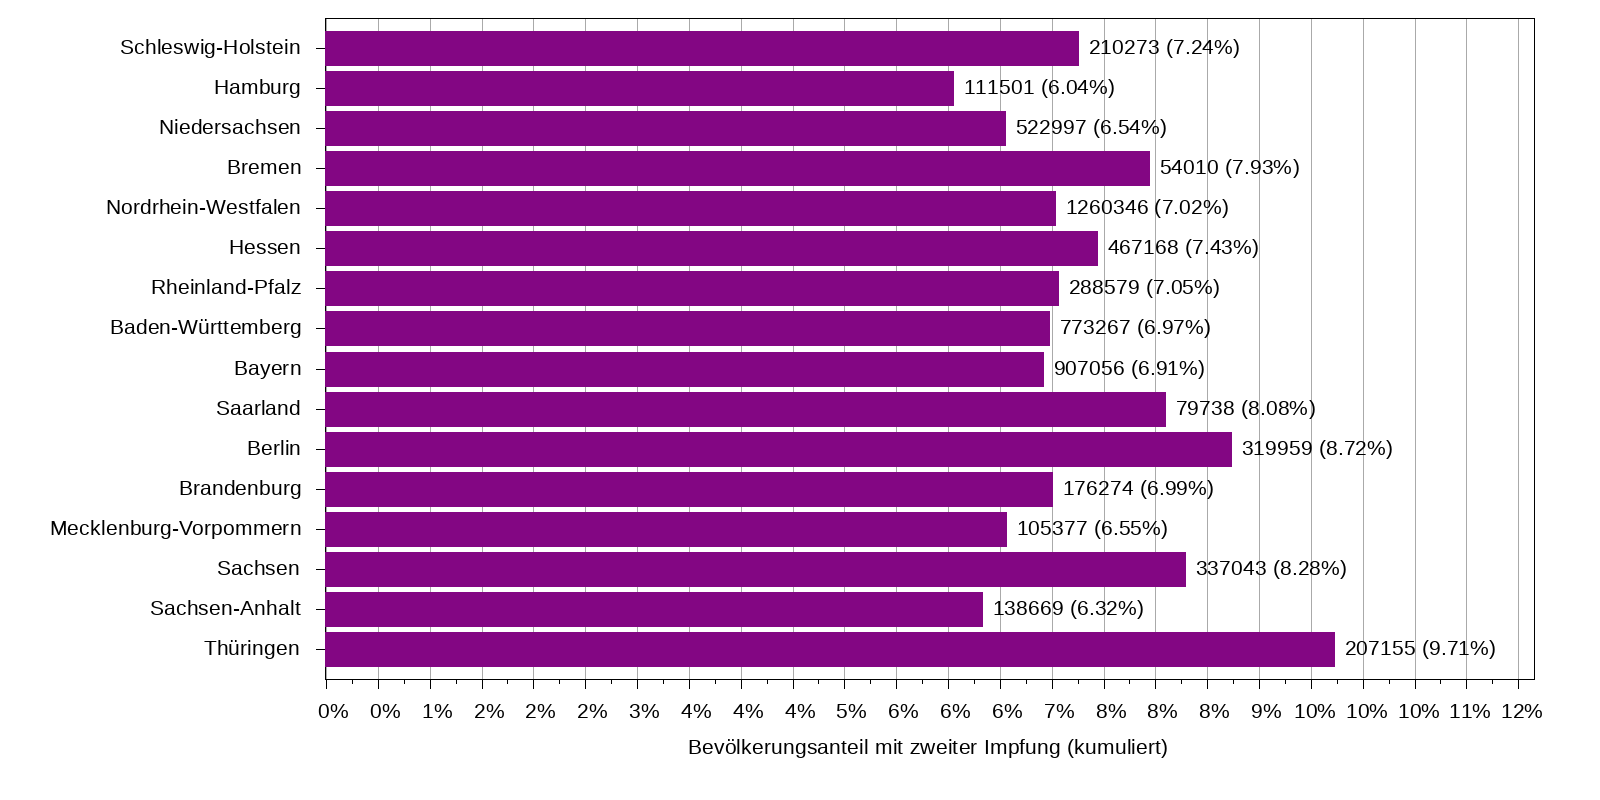 Schleswig-Holstein 210273 (7.24%)
Hamburg 111501 (6.04%)
Niedersachsen 522997 (6.54%)
Bremen 54010 (7.93%)
Nordrhein-Westfalen 1260346 (7.02%)
Hessen 467168 (7.43%)
Rheinland-Pfalz 288579 (7.05%)
Baden-Württemberg 773267 (6.97%)
Bayern 907056 (6.91%)
Saarland 79738 (8.08%)
Berlin 319959 (8.72%)
Brandenburg 176274 (6.99%)
Mecklenburg-Vorpommern 105377 (6.55%)
Sachsen 337043 (8.28%)
Sachsen-Anhalt 138669 (6.32%)
Thüringen 207155 (9.71%)
0% 0% 1% 2% 2% 2% 3% 4% 4% 4% 5% 6% 6% 6% 7% 8% 8% 8% 9% 10% 10% 10% 11% 12%
Bevölkerungsanteil mit zweiter Impfung (kumuliert)